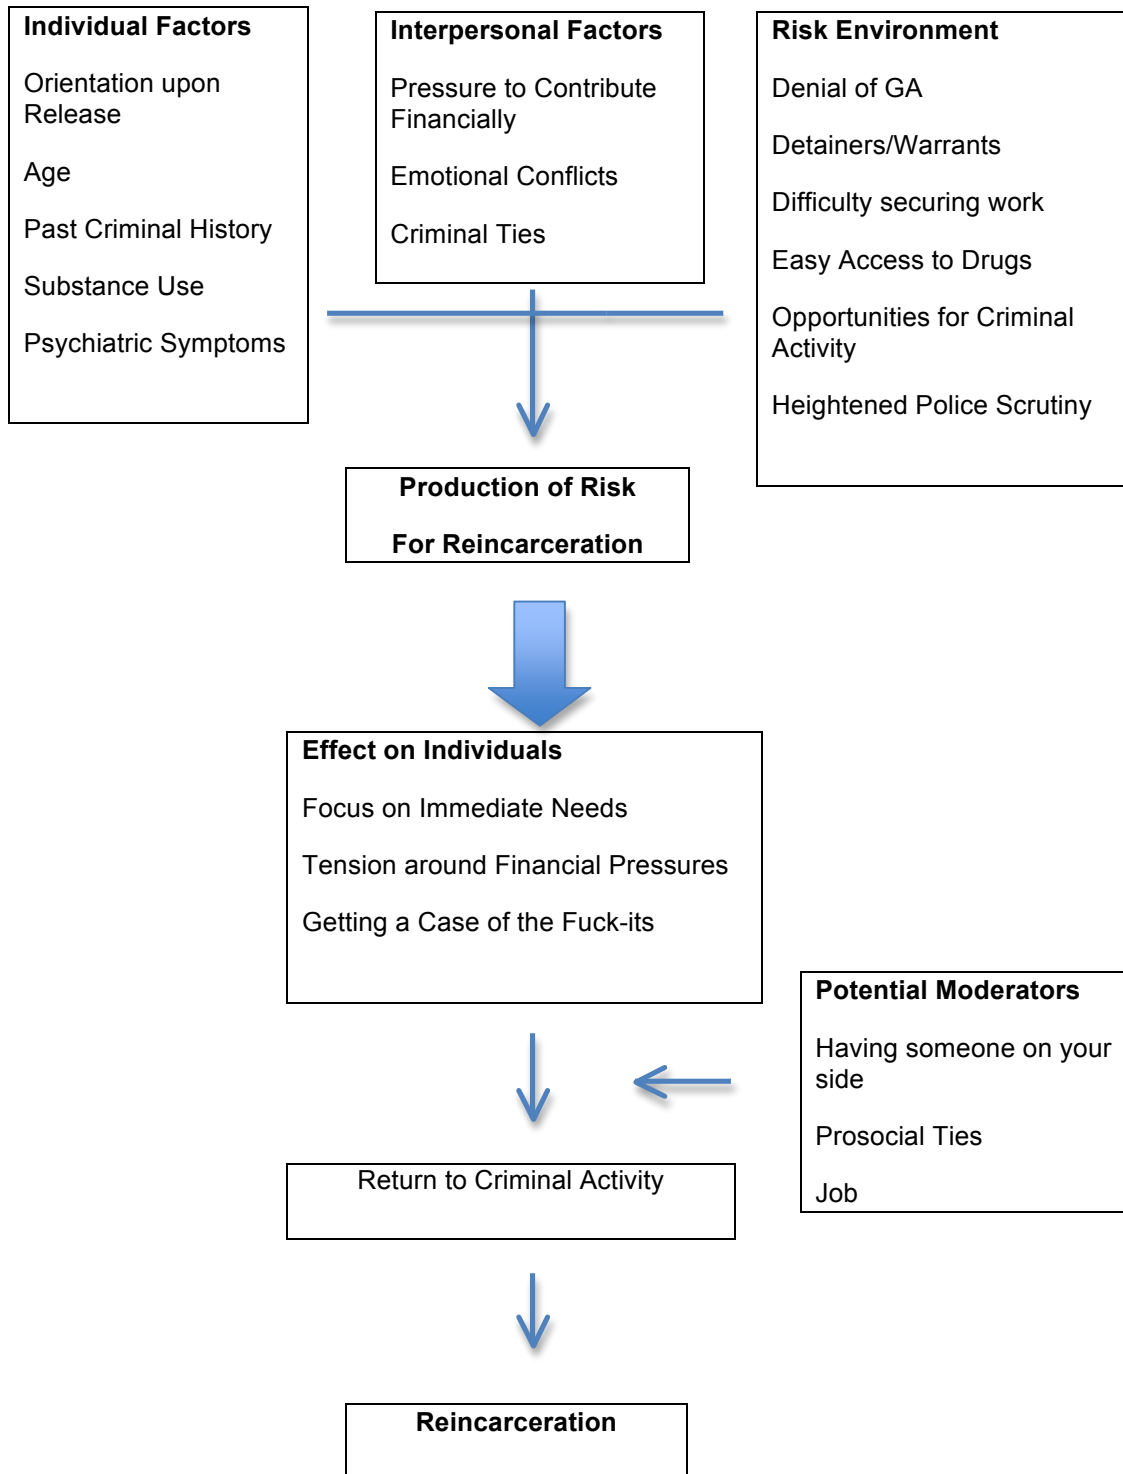 Individual Factors
Orientation upon
Release
Age
Past Criminal History
Substance Use
Psychiatric Symptoms
Interpersonal Factors
Pressure to Contribute
Financially
Emotional Conflicts
Criminal Ties
Risk Environment
Denial of GA
Detainers/Warrants
Difficulty securing work
Easy Access to Drugs
Opportunities for Criminal
Activity
Heightened Police Scrutiny
Production of Risk
For Reincarceration
Effect on Individuals
Focus on Immediate Needs
Tension around Financial Pressures
Getting a Case of the Fuck-its
Potential Moderators
Having someone on your
side
Prosocial Ties
Job
Return to Criminal Activity
Reincarceration